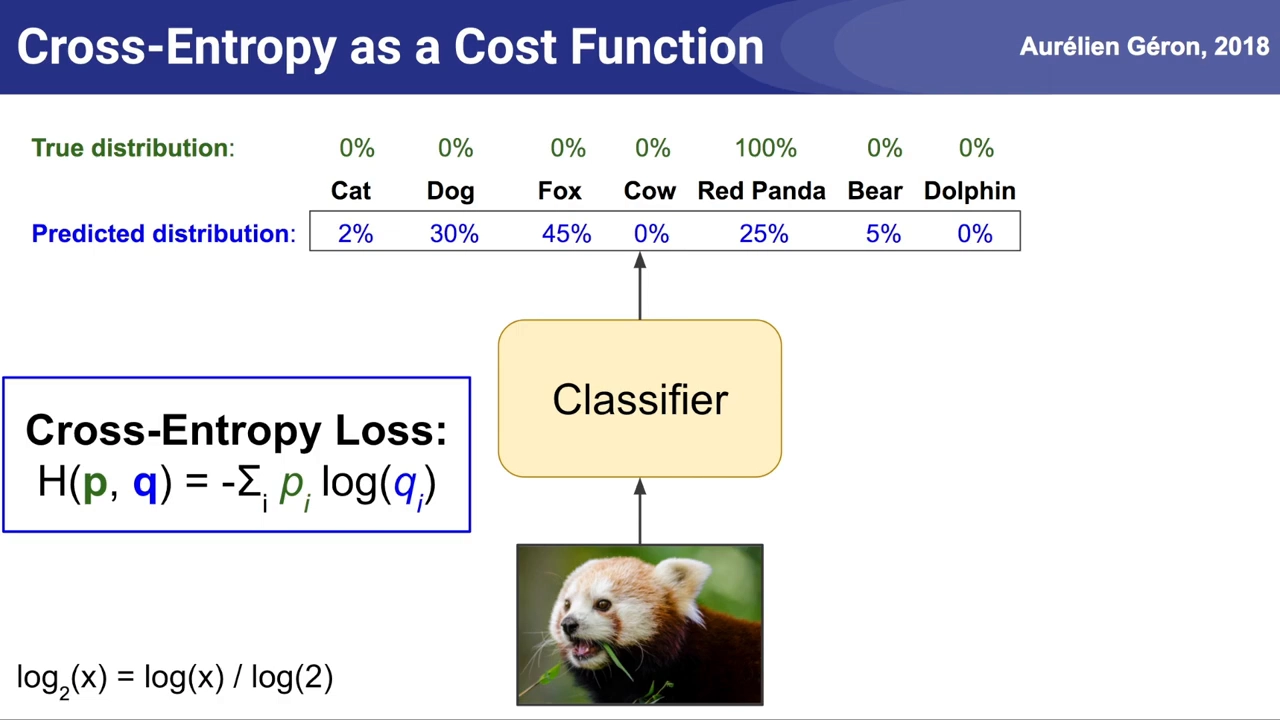 Cross-Entropy as a Cost Function
Aurélien Géron, 2018
True distribution: 0% 0% 0% 0% 100% 0% 0%
Cat Dog Fox Cow Red Panda Bear Dolphin
Predicted distribution: 2% 30% 45% 0% 25% 5% 0%
Classifier
Cross-Entropy Loss:
H(p, q) = -Σᵢ pᵢ log(qᵢ)
log₂(x) = log(x) / log(2)